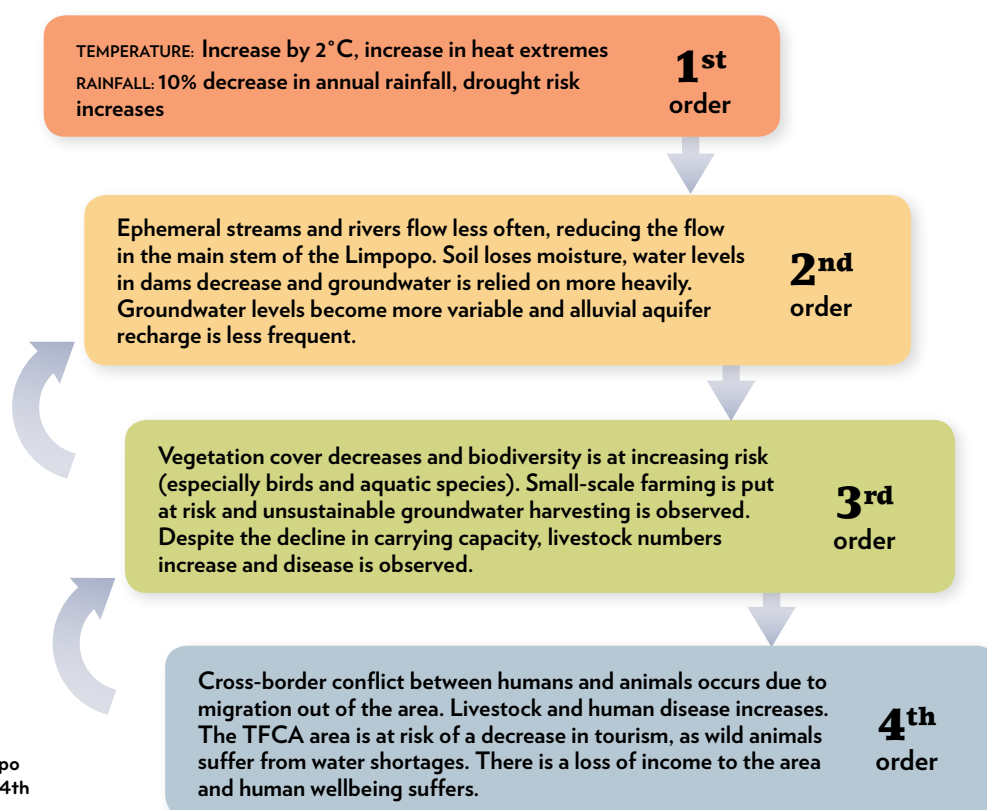 TEMPERATURE: Increase by 2°C, increase in heat extremes
RAINFALL: 10% decrease in annual rainfall, drought risk
increases
1st
order
Ephemeral streams and rivers flow less often, reducing the flow
in the main stem of the Limpopo. Soil loses moisture, water levels
in dams decrease and groundwater is relied on more heavily.
Groundwater levels become more variable and alluvial aquifer
recharge is less frequent.
2nd
order
Vegetation cover decreases and biodiversity is at increasing risk
(especially birds and aquatic species). Small-scale farming is put
at risk and unsustainable groundwater harvesting is observed.
Despite the decline in carrying capacity, livestock numbers
increase and disease is observed.
3rd
order
Cross-border conflict between humans and animals occurs due to
migration out of the area. Livestock and human disease increases.
The TFCA area is at risk of a decrease in tourism, as wild animals
suffer from water shortages. There is a loss of income to the area
and human wellbeing suffers.
4th
order
po
4th